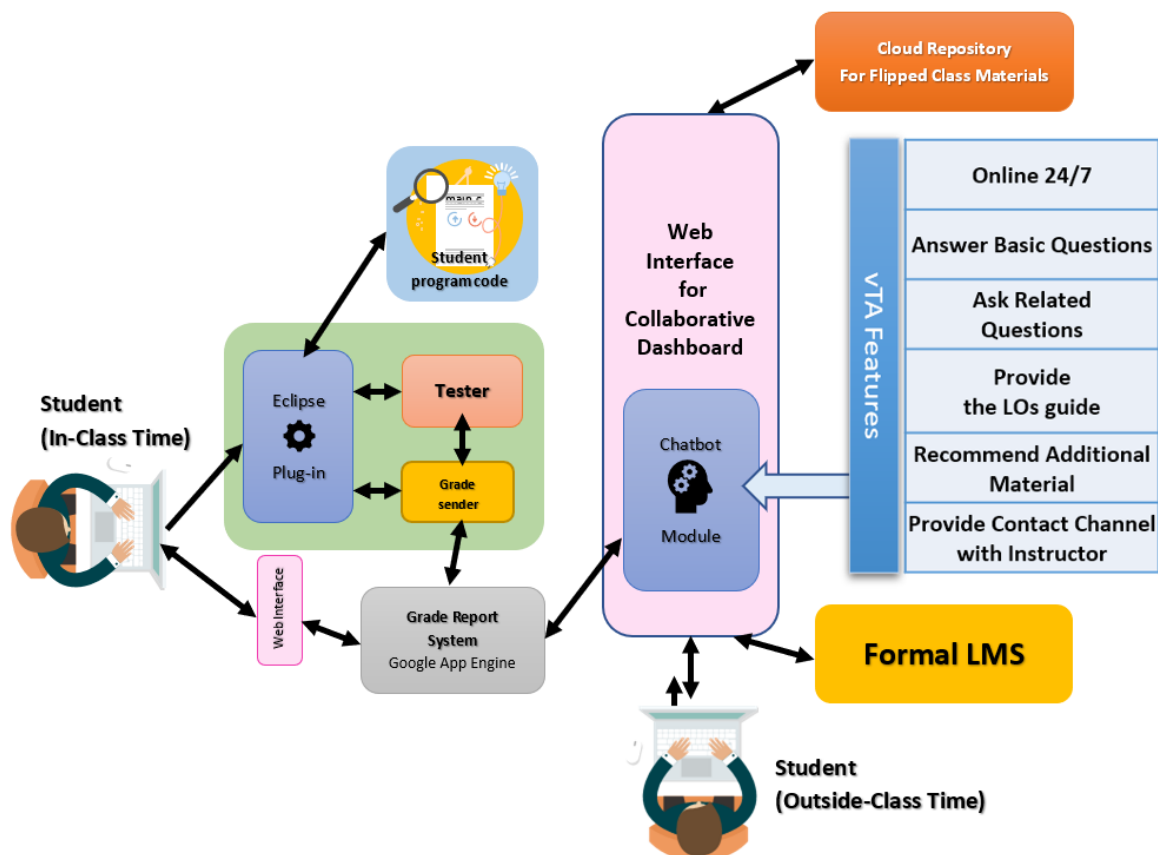 Cloud Repository
For Flipped Class Materials
main.c
Student
program code
Web
Interface
for
Collaborative
Dashboard
vTA Features
Online 24/7
Answer Basic Questions
Ask Related
Questions
Provide
the LOs guide
Recommend Additional
Material
Provide Contact Channel
with Instructor
Student
(In-Class Time)
Eclipse
Plug-in
Tester
Grade
sender
Chatbot
Module
Web Interface
Grade Report
System
Google App Engine
Formal LMS
Student
(Outside-Class Time)